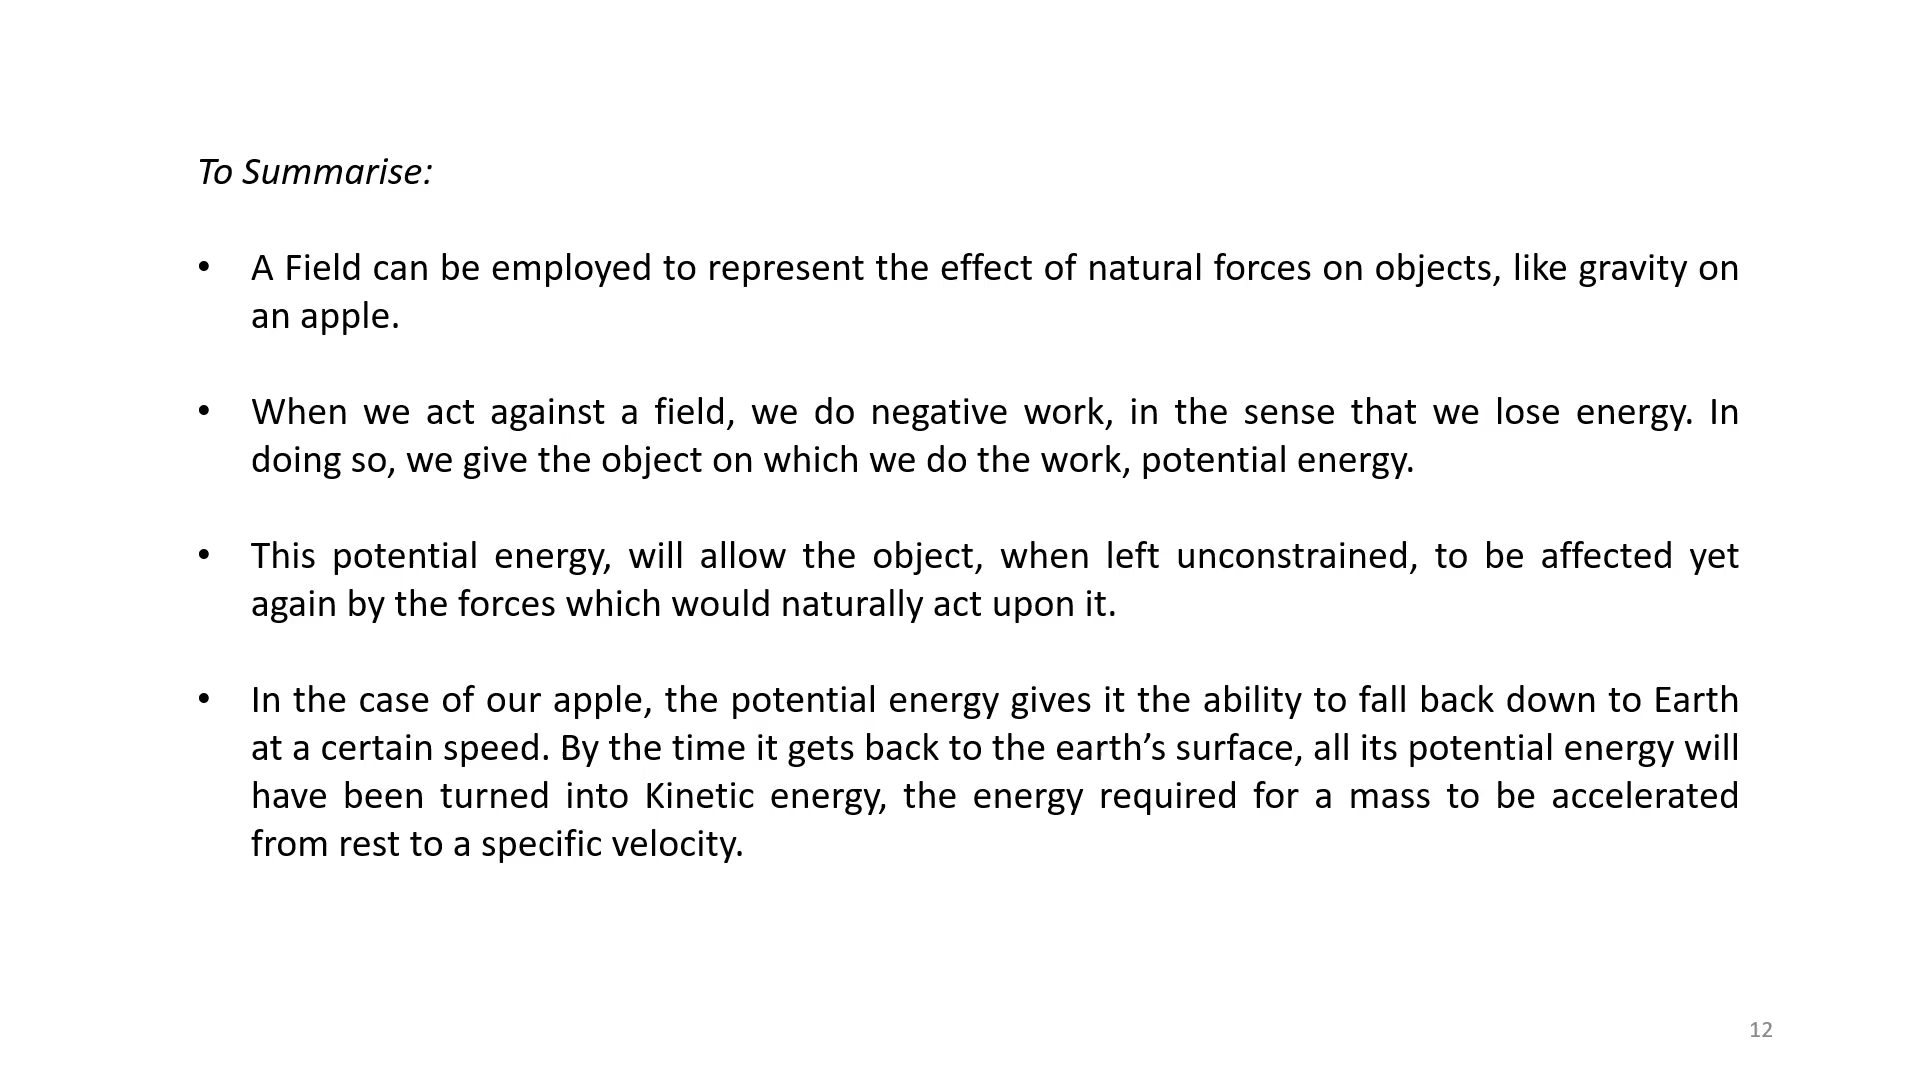 To Summarise:
• A Field can be employed to represent the effect of natural forces on objects, like gravity on
an apple.
• When we act against a field, we do negative work, in the sense that we lose energy. In
doing so, we give the object on which we do the work, potential energy.
• This potential energy, will allow the object, when left unconstrained, to be affected yet
again by the forces which would naturally act upon it.
• In the case of our apple, the potential energy gives it the ability to fall back down to Earth
at a certain speed. By the time it gets back to the earth’s surface, all its potential energy will
have been turned into Kinetic energy, the energy required for a mass to be accelerated
from rest to a specific velocity.
12